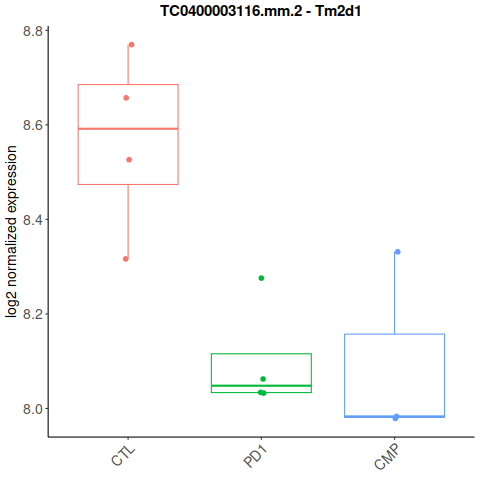 TC0400003116.mm.2 - Tm2d1
log2 normalized expression
8.8
8.6
8.4
8.2
8.0
CTL
PD1
CMP